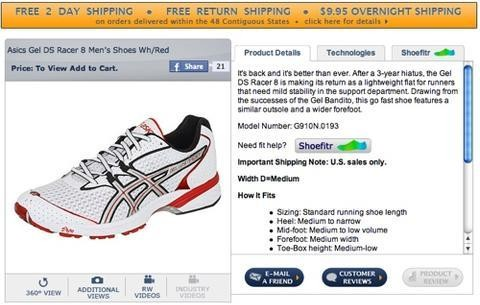 FREE 2 DAY SHIPPING • FREE RETURN SHIPPING • $9.95 OVERNIGHT SHIPPING
on orders delivered within the 48 Contiguous States • click here for details
Asics Gel DS Racer 8 Men's Shoes Wh/Red
Price: To View Add to Cart.
Share 21
asics
360° VIEW
ADDITIONAL
VIEWS
RW
VIDEOS
INDUSTRY
VIDEOS
Product Details
Technologies
Shoefitr
It's back and it's better than ever. After a 3-year hiatus, the Gel
DS Racer 8 is making its return as a lightweight flat for runners
that need mild stability in the support department. Drawing from
the successes of the Gel Bandito, this go fast shoe features a
similar outsole and a wider forefoot.
Model Number: G910N.0193
Need fit help? Shoefitr
Important Shipping Note: U.S. sales only.
Width D=Medium
How It Fits
• Sizing: Standard running shoe length
• Heel: Medium to narrow
• Mid-foot: Medium to low volume
• Forefoot: Medium width
• Toe-Box height: Medium-low
E-MAIL
A FRIEND
CUSTOMER
REVIEWS
PRODUCT
REVIEW